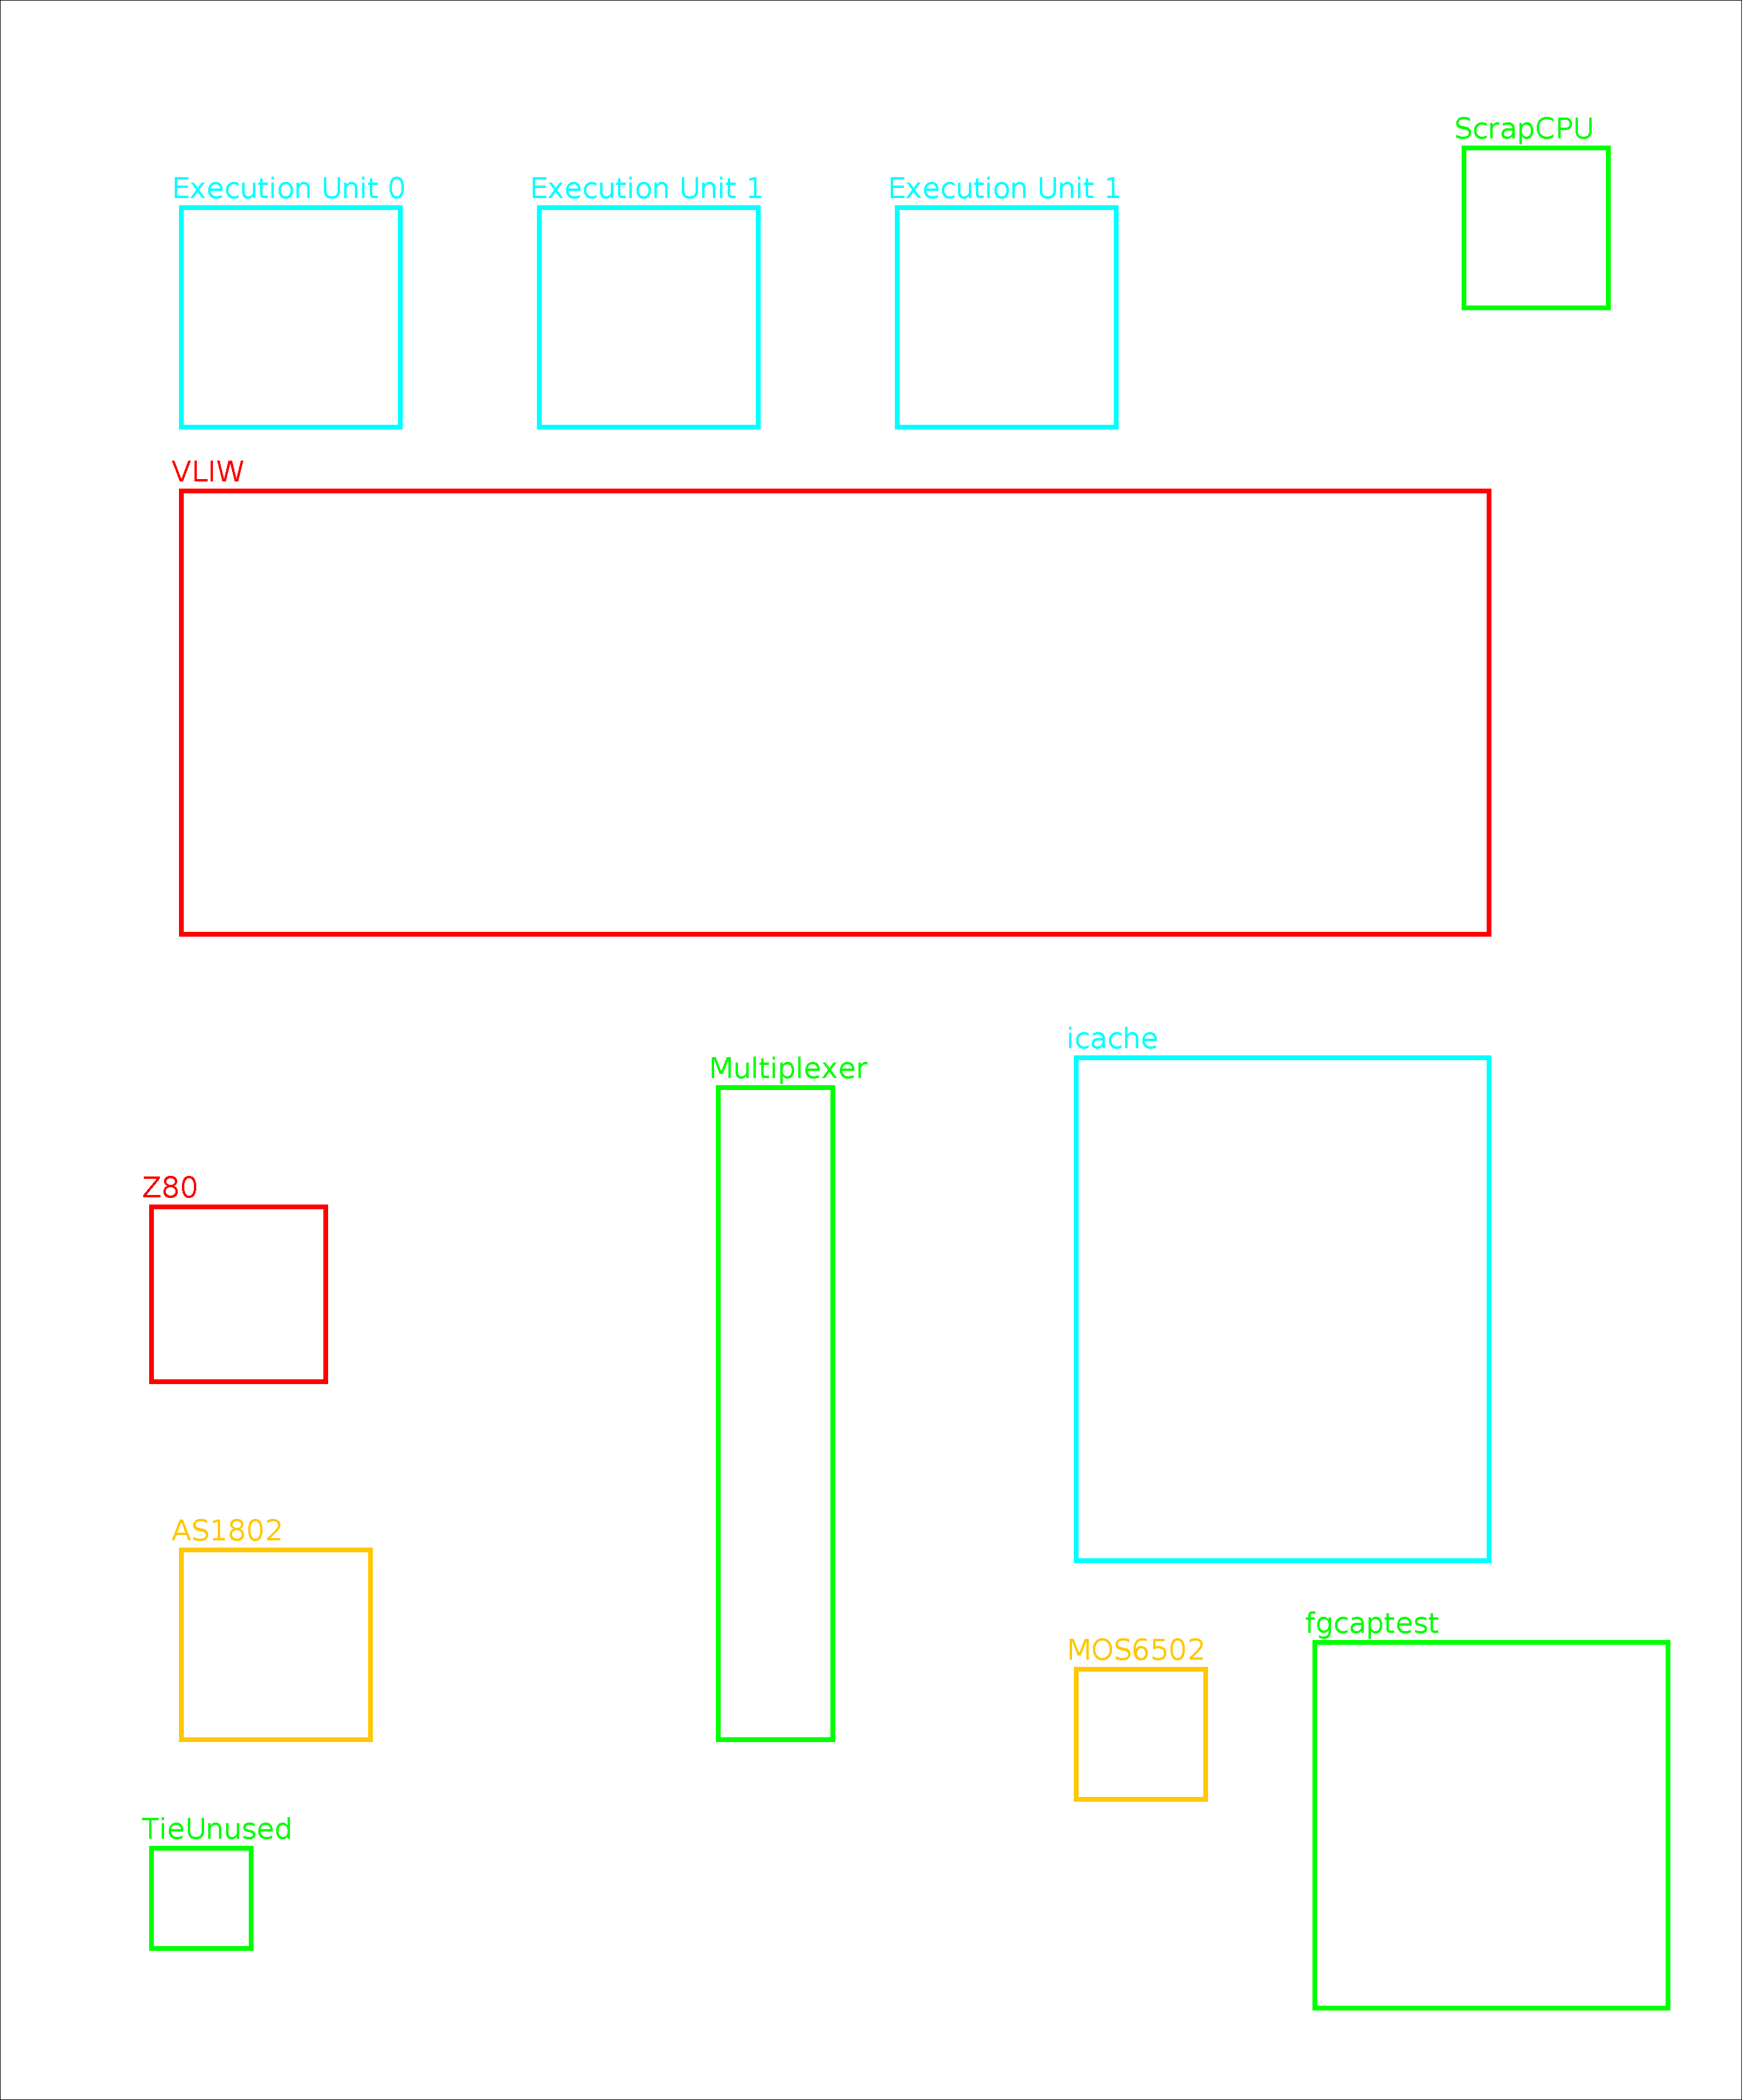 ScrapCPU
Execution Unit 0
Execution Unit 1
Execution Unit 1
VLIW
icache
Multiplexer
Z80
AS1802
fgcaptest
MOS6502
TieUnused